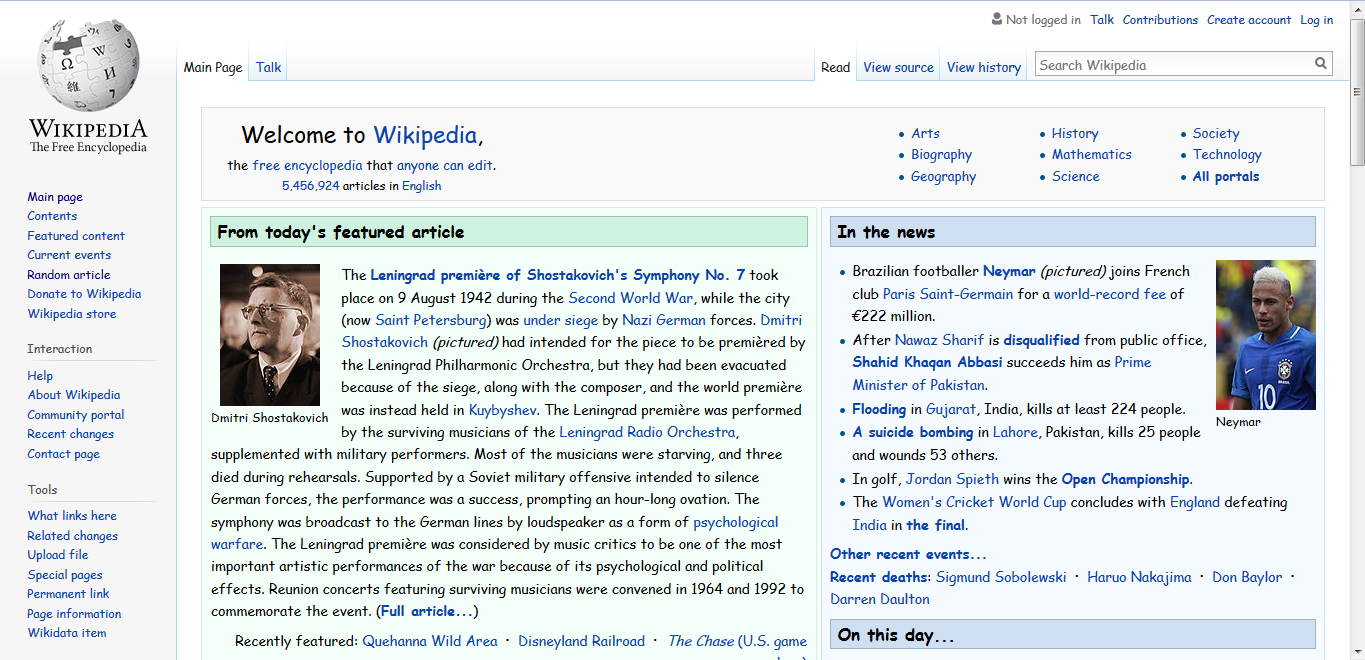 Not logged in Talk Contributions Create account Log in
Main Page Talk
Read View source View history Search Wikipedia
WIKIPEDIA
The Free Encyclopedia
Main page
Contents
Featured content
Current events
Random article
Donate to Wikipedia
Wikipedia store
Interaction
Help
About Wikipedia
Community portal
Recent changes
Contact page
Tools
What links here
Related changes
Upload file
Special pages
Permanent link
Page information
Wikidata item
Welcome to Wikipedia,
the free encyclopedia that anyone can edit.
5,456,924 articles in English
• Arts
• Biography
• Geography
• History
• Mathematics
• Science
• Society
• Technology
• All portals
From today's featured article
Dmitri Shostakovich
The Leningrad première of Shostakovich's Symphony No. 7 took
place on 9 August 1942 during the Second World War, while the city
(now Saint Petersburg) was under siege by Nazi German forces. Dmitri
Shostakovich (pictured) had intended for the piece to be premièred by
the Leningrad Philharmonic Orchestra, but they had been evacuated
because of the siege, along with the composer, and the world première
was instead held in Kuybyshev. The Leningrad première was performed
by the surviving musicians of the Leningrad Radio Orchestra,
supplemented with military performers. Most of the musicians were starving, and three
died during rehearsals. Supported by a Soviet military offensive intended to silence
German forces, the performance was a success, prompting an hour-long ovation. The
symphony was broadcast to the German lines by loudspeaker as a form of psychological
warfare. The Leningrad première was considered by music critics to be one of the most
important artistic performances of the war because of its psychological and political
effects. Reunion concerts featuring surviving musicians were convened in 1964 and 1992 to
commemorate the event. (Full article...)
Recently featured: Quehanna Wild Area · Disneyland Railroad · The Chase (U.S. game
In the news
• Brazilian footballer Neymar (pictured) joins French
club Paris Saint-Germain for a world-record fee of
€222 million.
• After Nawaz Sharif is disqualified from public office,
Shahid Khaqan Abbasi succeeds him as Prime
Minister of Pakistan.
• Flooding in Gujarat, India, kills at least 224 people.
• A suicide bombing in Lahore, Pakistan, kills 25 people
and wounds 53 others.
• In golf, Jordan Spieth wins the Open Championship.
• The Women's Cricket World Cup concludes with England defeating
India in the final.
10
Neymar
Other recent events...
Recent deaths: Sigmund Sobolewski · Haruo Nakajima · Don Baylor ·
Darren Daulton
On this day...